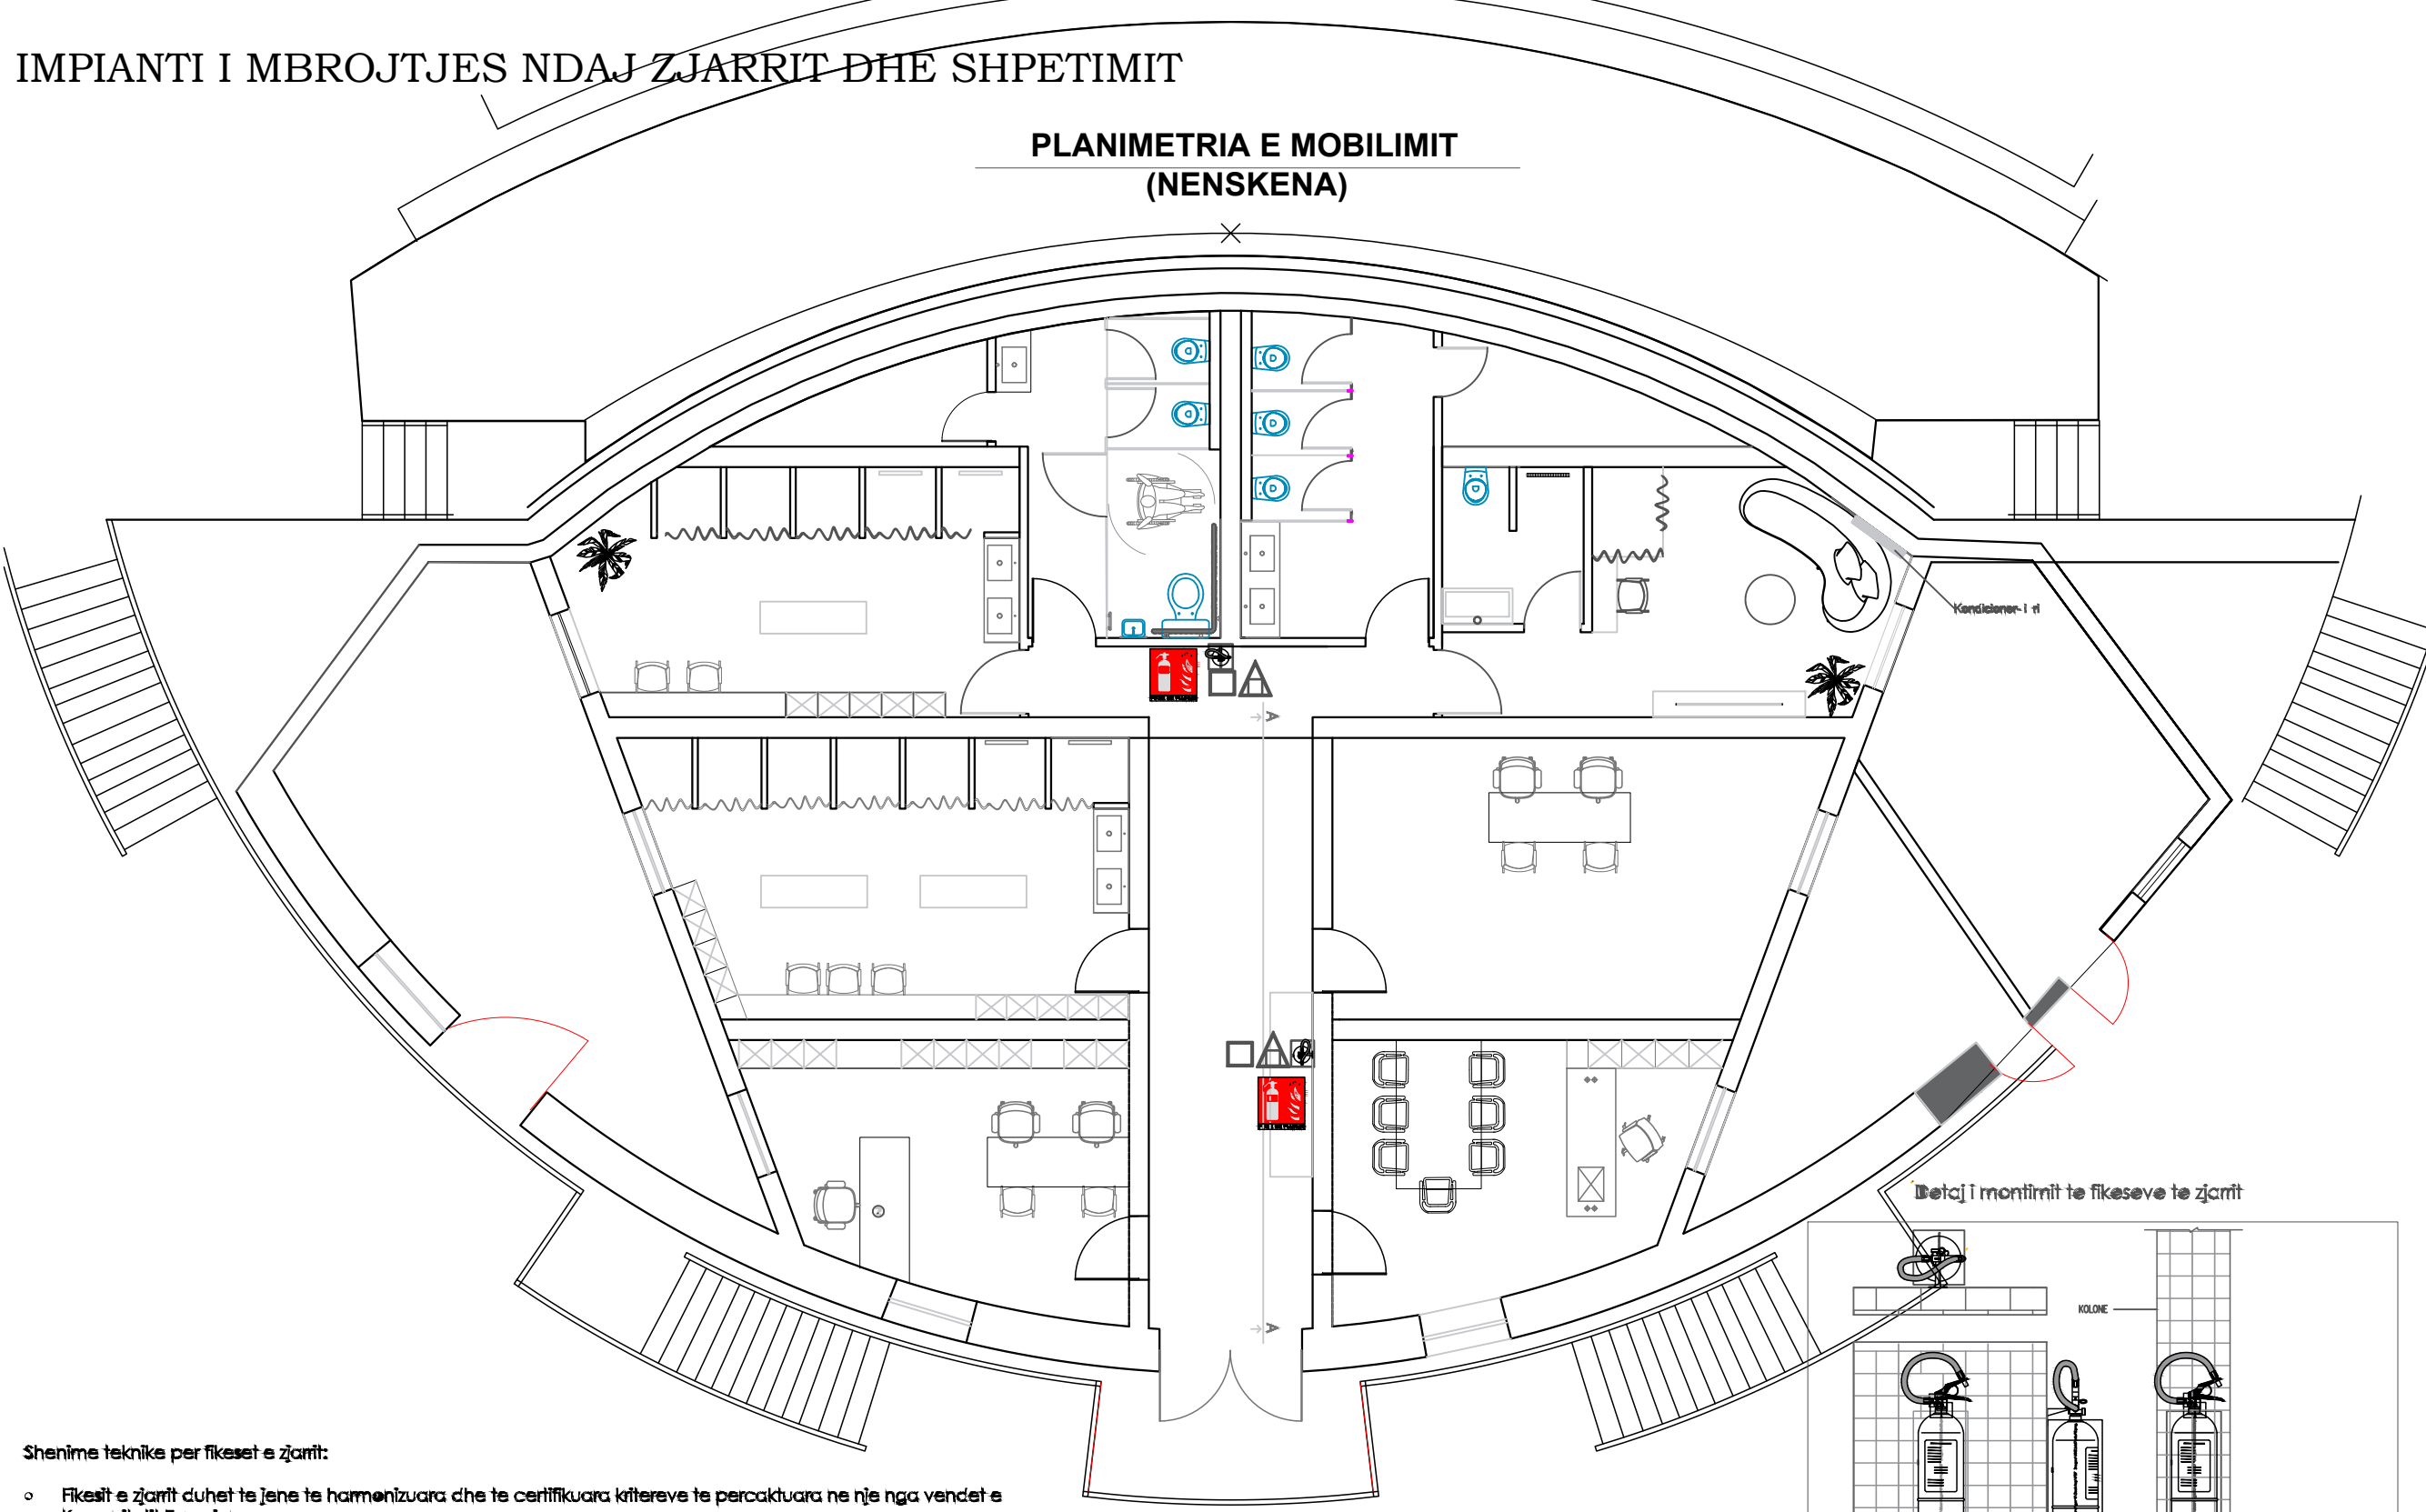 IMPIANTI I MBROJTJES NDAJ ZJARRIT DHE SHPETIMIT
PLANIMETRIA E MOBILIMIT
(NENSKENA)
Kondicioner i ri
A
A
Detaj i montimit te fikeseve te zjarrit
KOLONE
Shenime teknike per fikeset e zjarrit:
Fikesit e zjarrit duhet te jene te harmonizuara dhe te certifikuara kritereve te percaktuara ne nje nga vendet e